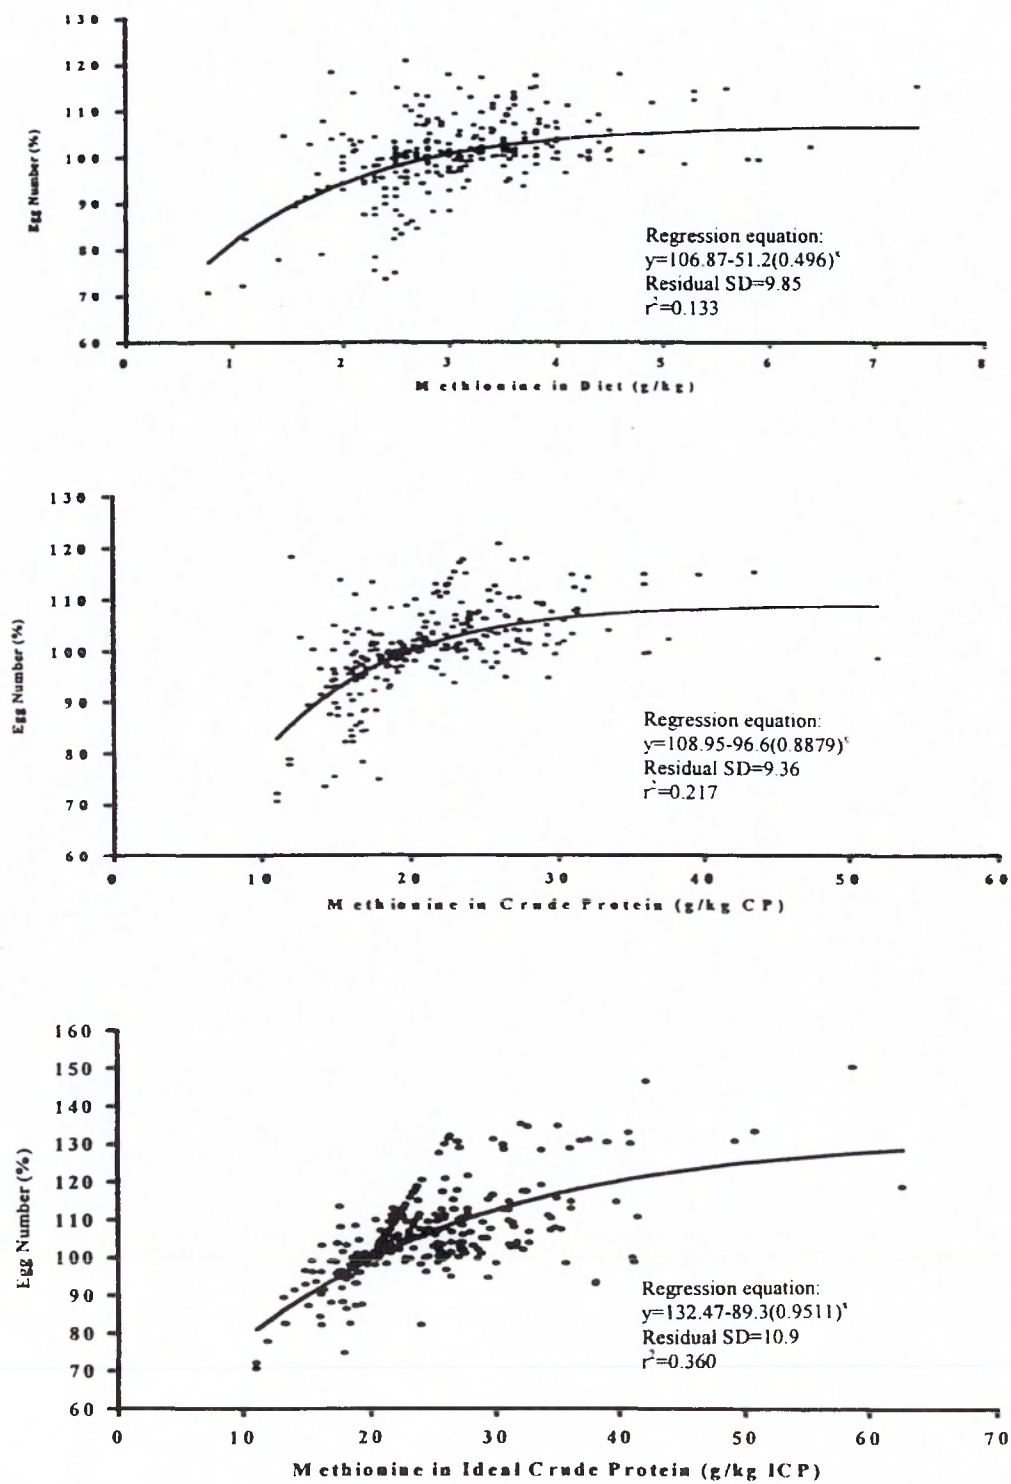 130
120
110
100
90
80
70
60
Egg Number (%)
Regression equation:
y=106.87-51.2(0.496)ˣ
Residual SD=9.85
r²=0.133
0 1 2 3 4 5 6 7 8
Methionine in Diet (g/kg)
130
120
110
100
90
80
70
60
Egg Number (%)
Regression equation:
y=108.95-96.6(0.8879)ˣ
Residual SD=9.36
r²=0.217
0 10 20 30 40 50 60
Methionine in Crude Protein (g/kg CP)
160
150
140
130
120
110
100
90
80
70
60
Egg Number (%)
Regression equation:
y=132.47-89.3(0.9511)ˣ
Residual SD=10.9
r²=0.360
0 10 20 30 40 50 60 70
Methionine in Ideal Crude Protein (g/kg ICP)